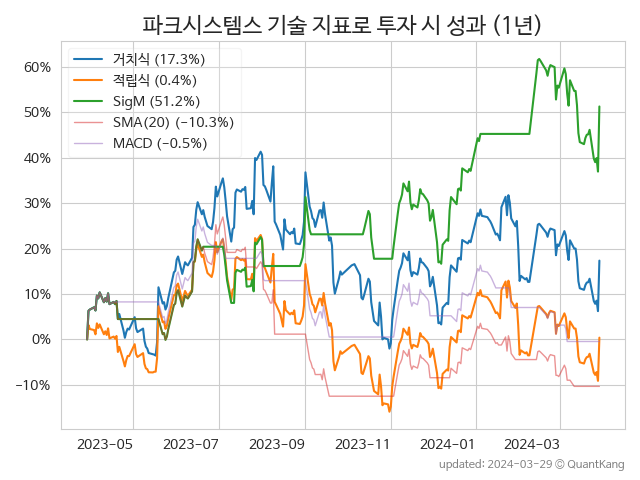 파크시스템스 기술 지표로 투자 시 성과 (1년)
거치식 (17.3%)
적립식 (0.4%)
SigM (51.2%)
SMA(20) (−10.3%)
MACD (−0.5%)
60%
50%
40%
30%
20%
10%
0%
−10%
2023-05 2023-07 2023-09 2023-11 2024-01 2024-03
updated: 2024-03-29 © QuantKang